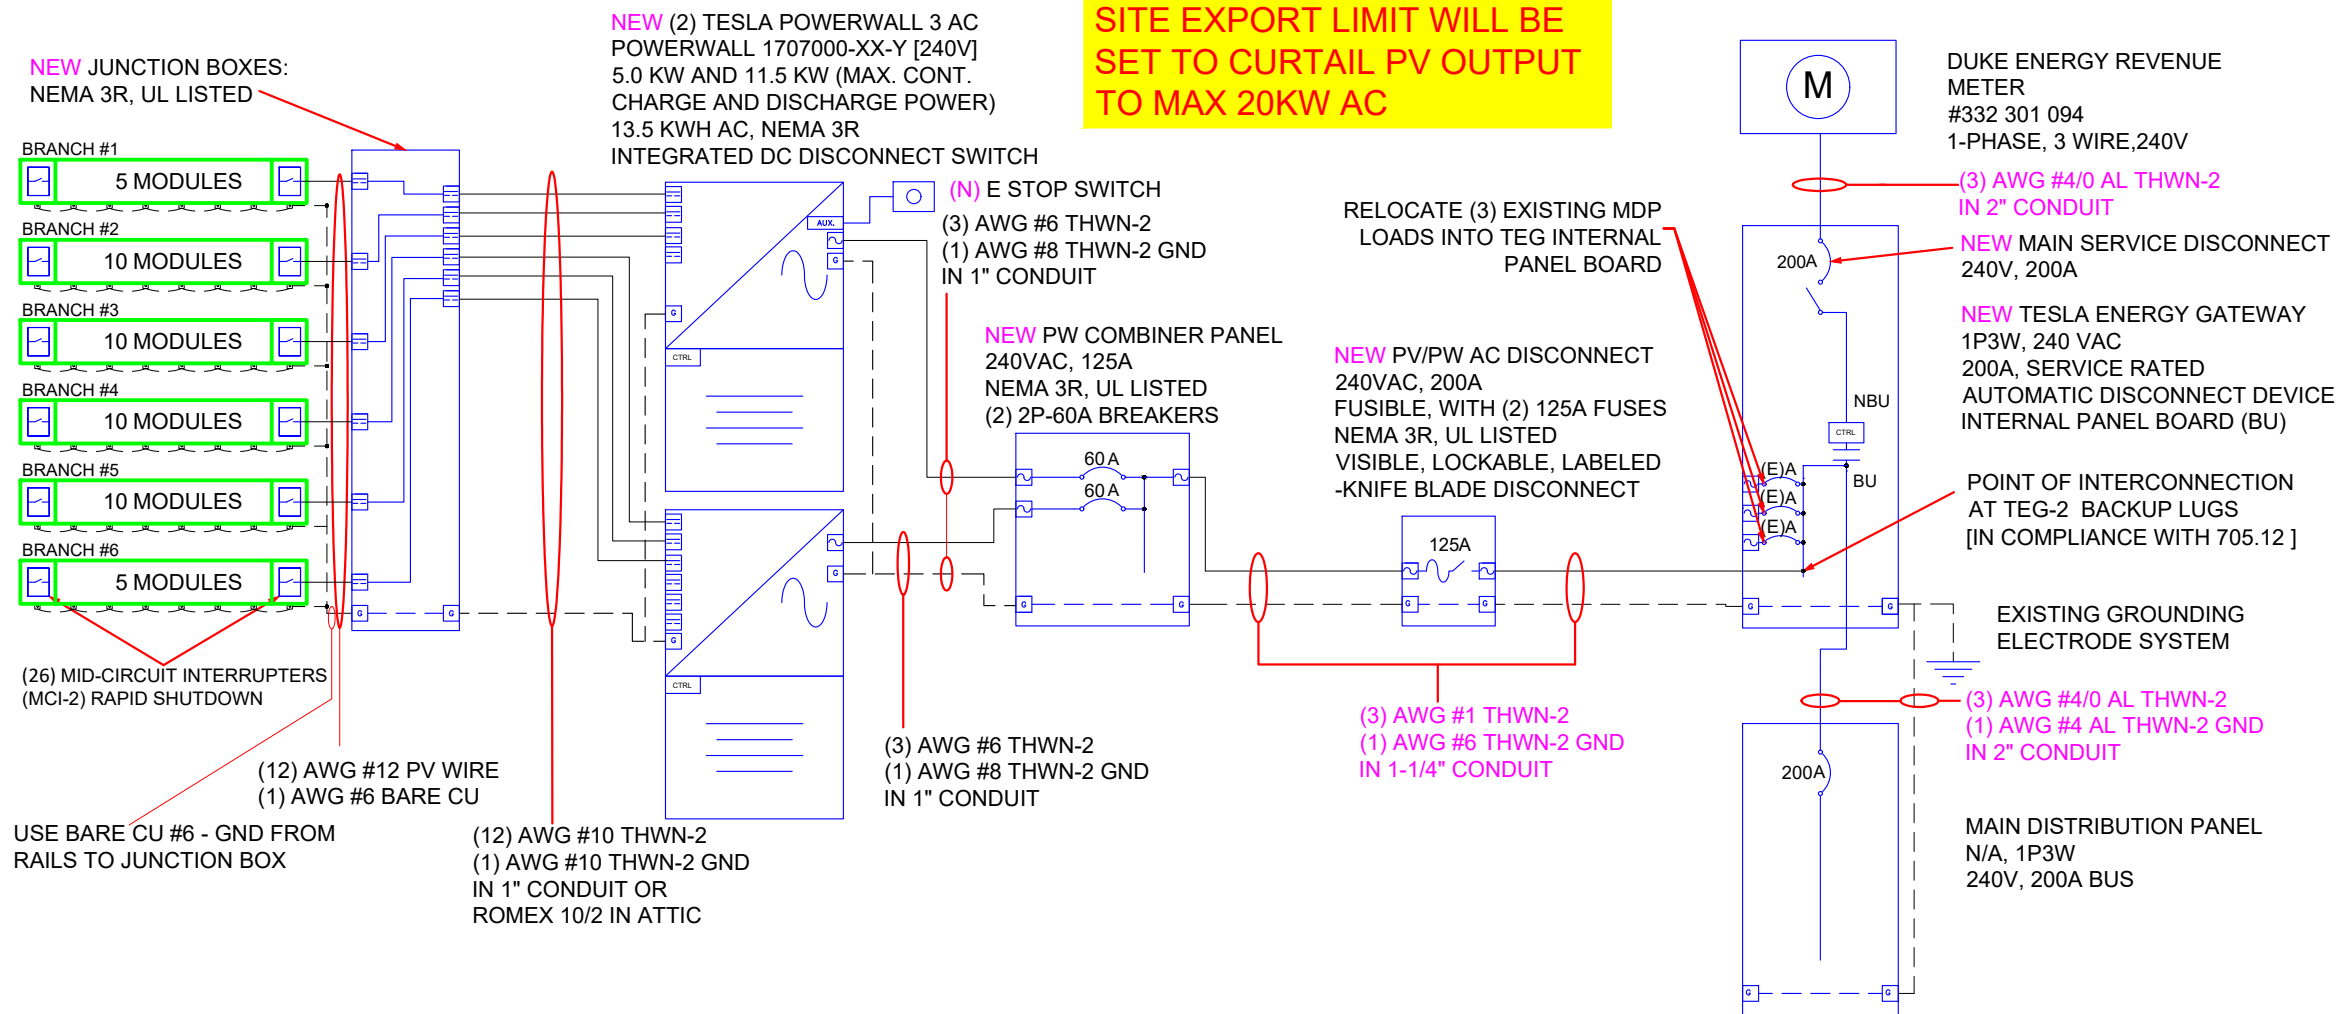 NEW (2) TESLA POWERWALL 3 AC
POWERWALL 1707000-XX-Y [240V]
5.0 KW AND 11.5 KW (MAX. CONT.
CHARGE AND DISCHARGE POWER)
13.5 KWH AC, NEMA 3R
INTEGRATED DC DISCONNECT SWITCH
SITE EXPORT LIMIT WILL BE
SET TO CURTAIL PV OUTPUT
TO MAX 20KW AC
NEW JUNCTION BOXES:
NEMA 3R, UL LISTED
BRANCH #1
5 MODULES
BRANCH #2
10 MODULES
BRANCH #3
10 MODULES
BRANCH #4
10 MODULES
BRANCH #5
10 MODULES
BRANCH #6
5 MODULES
G
G
(26) MID-CIRCUIT INTERRUPTERS
(MCI-2) RAPID SHUTDOWN
(12) AWG #12 PV WIRE
(1) AWG #6 BARE CU
USE BARE CU #6 - GND FROM
RAILS TO JUNCTION BOX
(12) AWG #10 THWN-2
(1) AWG #10 THWN-2 GND
IN 1" CONDUIT OR
ROMEX 10/2 IN ATTIC
AUX.
G
G
CTRL
G
G
CTRL
(N) E STOP SWITCH
(3) AWG #6 THWN-2
(1) AWG #8 THWN-2 GND
IN 1" CONDUIT
NEW PW COMBINER PANEL
240VAC, 125A
NEMA 3R, UL LISTED
(2) 2P-60A BREAKERS
60 A
60 A
G
G
(3) AWG #6 THWN-2
(1) AWG #8 THWN-2 GND
IN 1" CONDUIT
RELOCATE (3) EXISTING MDP
LOADS INTO TEG INTERNAL
PANEL BOARD
NEW PV/PW AC DISCONNECT
240VAC, 200A
FUSIBLE, WITH (2) 125A FUSES
NEMA 3R, UL LISTED
VISIBLE, LOCKABLE, LABELED
-KNIFE BLADE DISCONNECT
125A
G
G
(3) AWG #1 THWN-2
(1) AWG #6 THWN-2 GND
IN 1-1/4" CONDUIT
M
DUKE ENERGY REVENUE
METER
#332 301 094
1-PHASE, 3 WIRE,240V
(3) AWG #4/0 AL THWN-2
IN 2" CONDUIT
200A
NEW MAIN SERVICE DISCONNECT
240V, 200A
NEW TESLA ENERGY GATEWAY
1P3W, 240 VAC
200A, SERVICE RATED
AUTOMATIC DISCONNECT DEVICE
INTERNAL PANEL BOARD (BU)
NBU
CTRL
BU
(E)A
(E)A
(E)A
G
G
POINT OF INTERCONNECTION
AT TEG-2 BACKUP LUGS
[IN COMPLIANCE WITH 705.12 ]
EXISTING GROUNDING
ELECTRODE SYSTEM
(3) AWG #4/0 AL THWN-2
(1) AWG #4 AL THWN-2 GND
IN 2" CONDUIT
200A
MAIN DISTRIBUTION PANEL
N/A, 1P3W
240V, 200A BUS
G
G